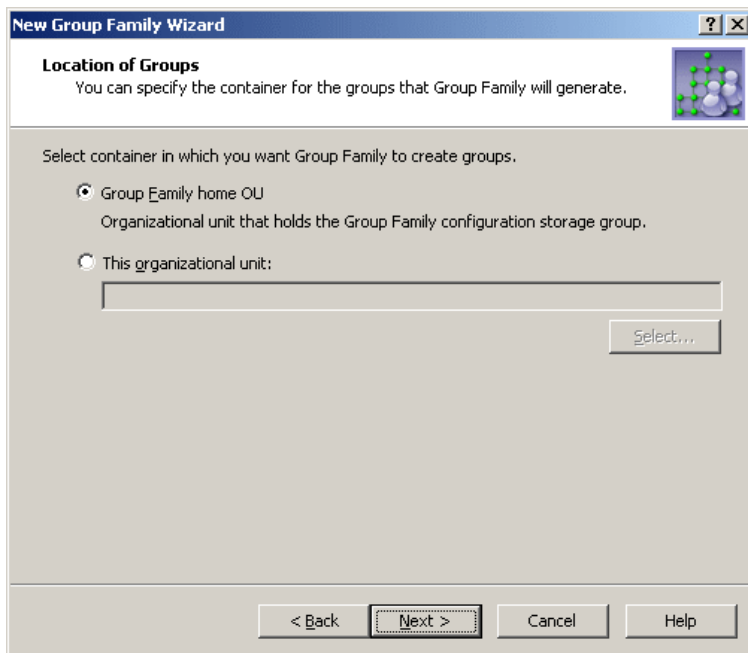 New Group Family Wizard
Location of Groups
You can specify the container for the groups that Group Family will generate.
Select container in which you want Group Family to create groups.
Group Family home OU
Organizational unit that holds the Group Family configuration storage group.
This organizational unit:
Select...
< Back Next > Cancel Help